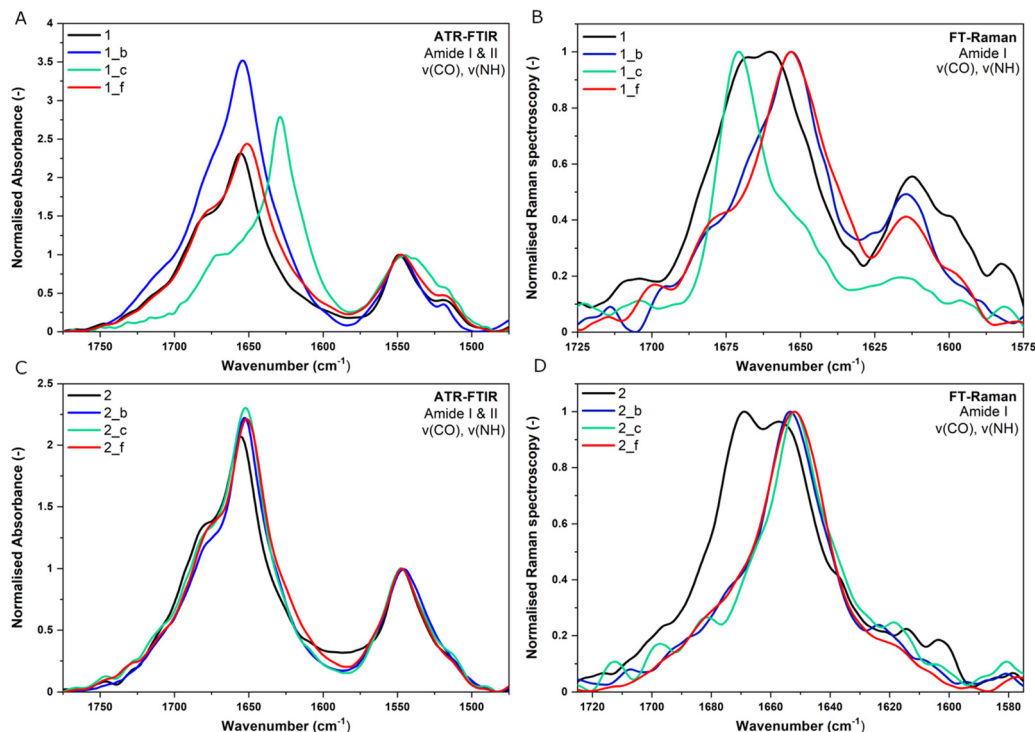 A
1
1_b
1_c
1_f
ATR-FTIR
Amide I & II
ν(CO), ν(NH)
Normalised Absorbance (-)
4
3.5
3
2.5
2
1.5
1
0.5
0
1750
1700
1650
1600
1550
1500
Wavenumber (cm-1)
B
1
1_b
1_c
1_f
FT-Raman
Amide I
ν(CO), ν(NH)
Normalised Raman spectroscopy (-)
1
0.8
0.6
0.4
0.2
0
1725
1700
1675
1650
1625
1600
1575
Wavenumber (cm-1)
C
2
2_b
2_c
2_f
ATR-FTIR
Amide I & II
ν(CO), ν(NH)
Normalised Absorbance (-)
2.5
2
1.5
1
0.5
0
1750
1700
1650
1600
1550
1500
Wavenumber (cm-1)
D
2
2_b
2_c
2_f
FT-Raman
Amide I
ν(CO), ν(NH)
Normalised Raman spectroscopy (-)
1
0.8
0.6
0.4
0.2
0
1720
1700
1680
1660
1640
1620
1600
1580
Wavenumber (cm-1)